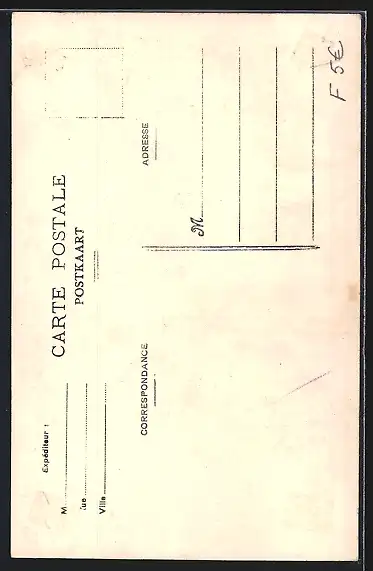 Expéditeur :
M
Rue
Ville
CARTE POSTALE
POSTKAART
CORRESPONDANCE
ADRESSE
M
F 5€